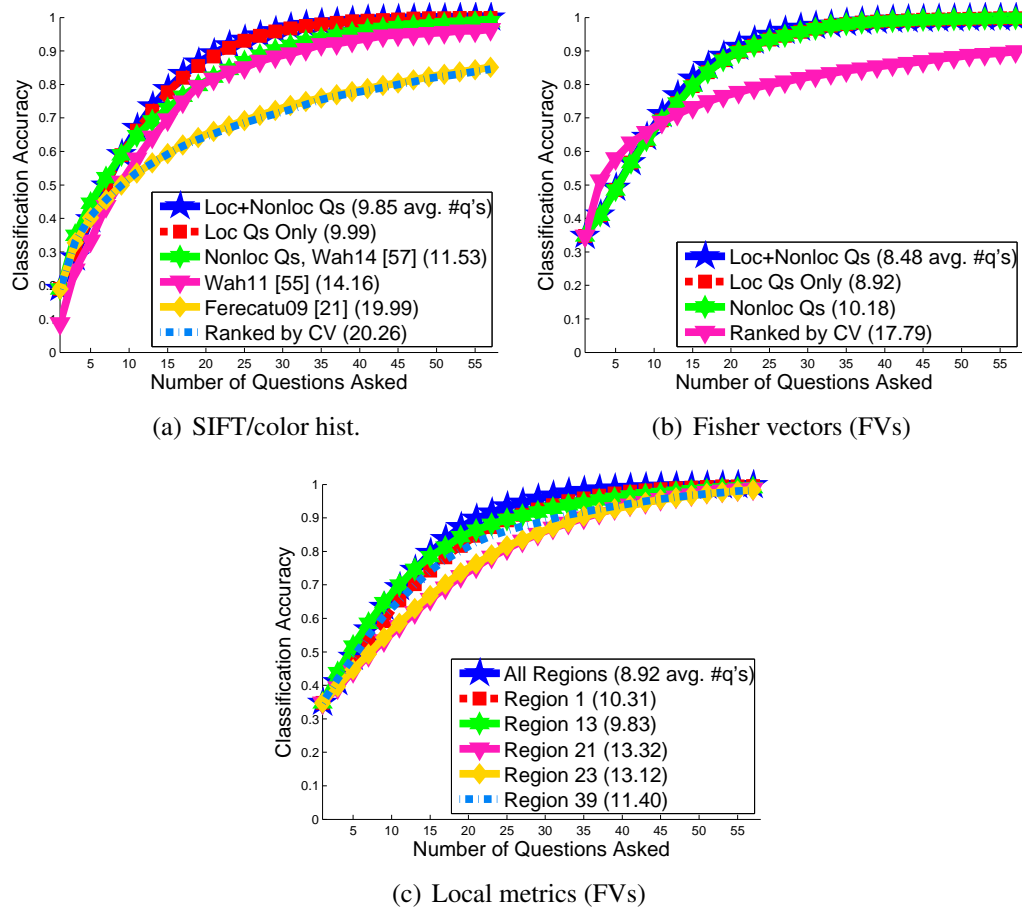 Classification Accuracy
1
0.9
0.8
0.7
0.6
0.5
0.4
0.3
0.2
0.1
0
Loc+Nonloc Qs (9.85 avg. #q's)
Loc Qs Only (9.99)
Nonloc Qs, Wah14 [57] (11.53)
Wah11 [55] (14.16)
Ferecatu09 [21] (19.99)
Ranked by CV (20.26)
5 10 15 20 25 30 35 40 45 50 55
Number of Questions Asked
(a) SIFT/color hist.
Classification Accuracy
1
0.9
0.8
0.7
0.6
0.5
0.4
0.3
0.2
0.1
0
Loc+Nonloc Qs (8.48 avg. #q's)
Loc Qs Only (8.92)
Nonloc Qs (10.18)
Ranked by CV (17.79)
5 10 15 20 25 30 35 40 45 50 55
Number of Questions Asked
(b) Fisher vectors (FVs)
Classification Accuracy
1
0.9
0.8
0.7
0.6
0.5
0.4
0.3
0.2
0.1
0
All Regions (8.92 avg. #q's)
Region 1 (10.31)
Region 13 (9.83)
Region 21 (13.32)
Region 23 (13.12)
Region 39 (11.40)
5 10 15 20 25 30 35 40 45 50 55
Number of Questions Asked
(c) Local metrics (FVs)